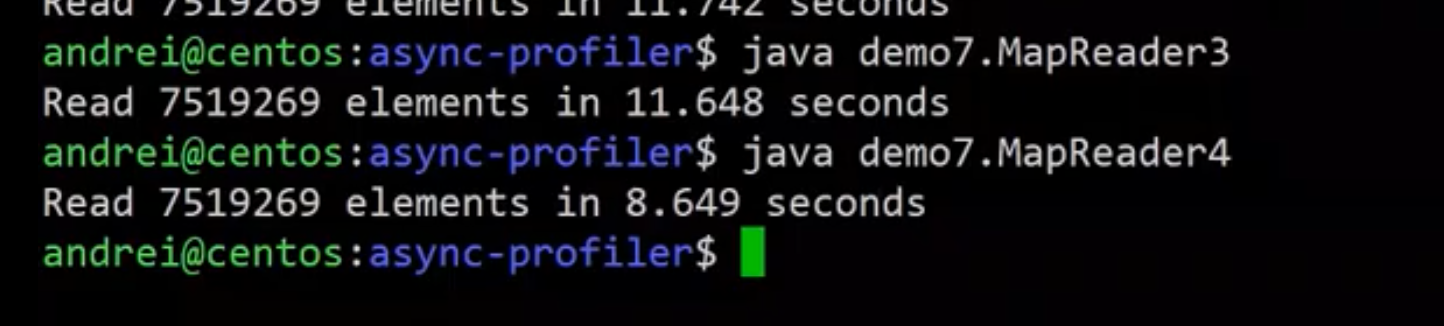 Read 7519269 elements in 11.742 seconds
andrei@centos:async-profiler$ java demo7.MapReader3
Read 7519269 elements in 11.648 seconds
andrei@centos:async-profiler$ java demo7.MapReader4
Read 7519269 elements in 8.649 seconds
andrei@centos:async-profiler$